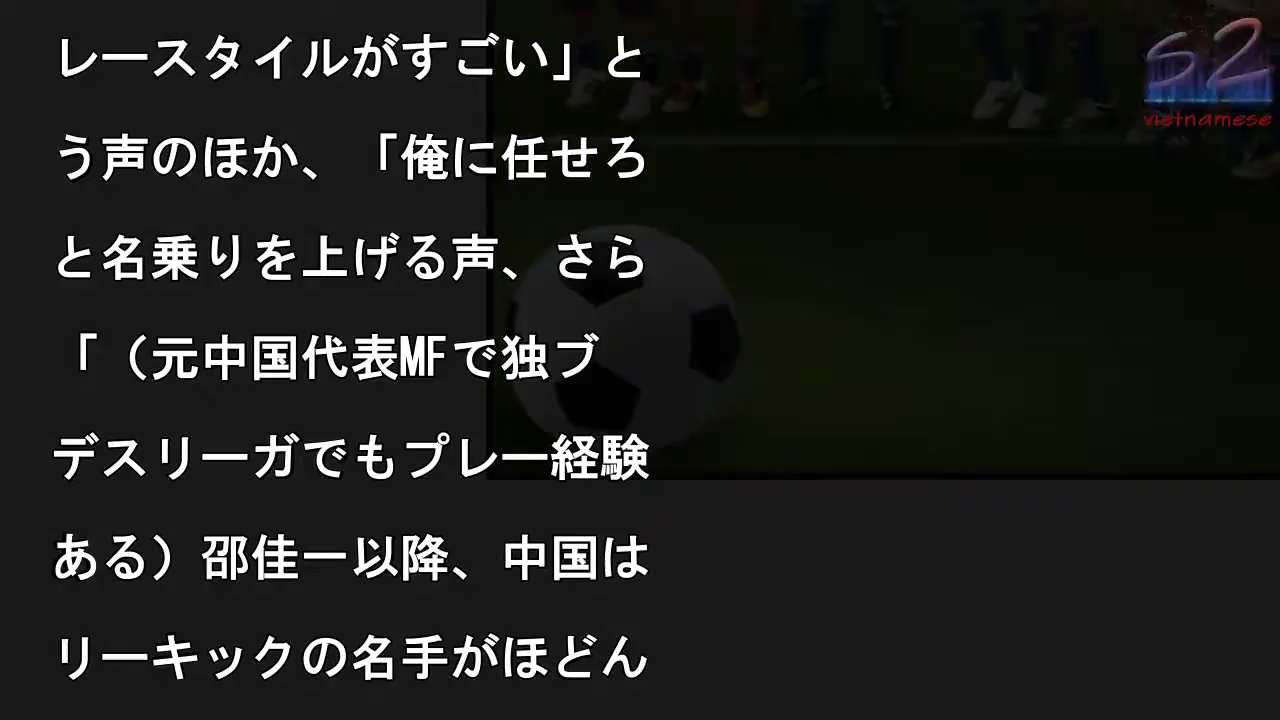 レースタイルがすごい」と
う声のほか、「俺に任せろ
と名乗りを上げる声、さら
「（元中国代表MFで独ブ
デスリーガでもプレー経験
ある）邵佳一以降、中国は
リーキックの名手がほどん
S2
vietnamese